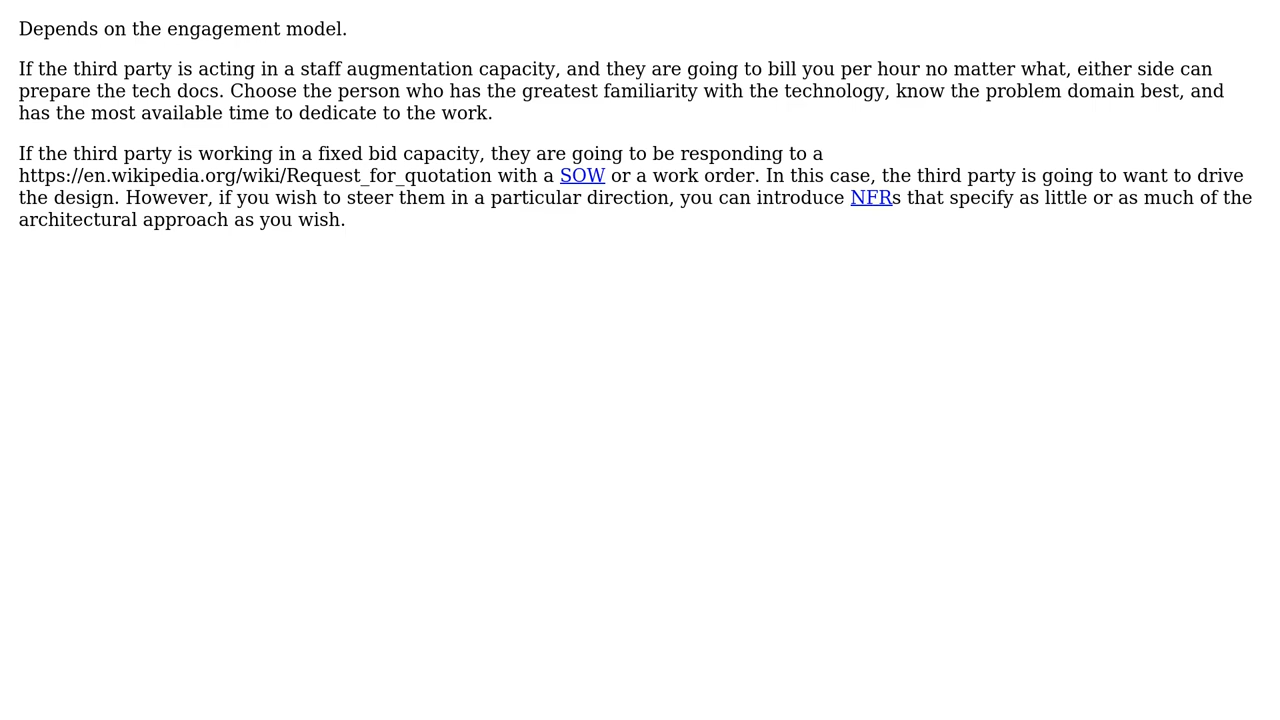 Depends on the engagement model.
If the third party is acting in a staff augmentation capacity, and they are going to bill you per hour no matter what, either side can
prepare the tech docs. Choose the person who has the greatest familiarity with the technology, know the problem domain best, and
has the most available time to dedicate to the work.
If the third party is working in a fixed bid capacity, they are going to be responding to a
https://en.wikipedia.org/wiki/Request_for_quotation with a SOW or a work order. In this case, the third party is going to want to drive
the design. However, if you wish to steer them in a particular direction, you can introduce NFRs that specify as little or as much of the
architectural approach as you wish.